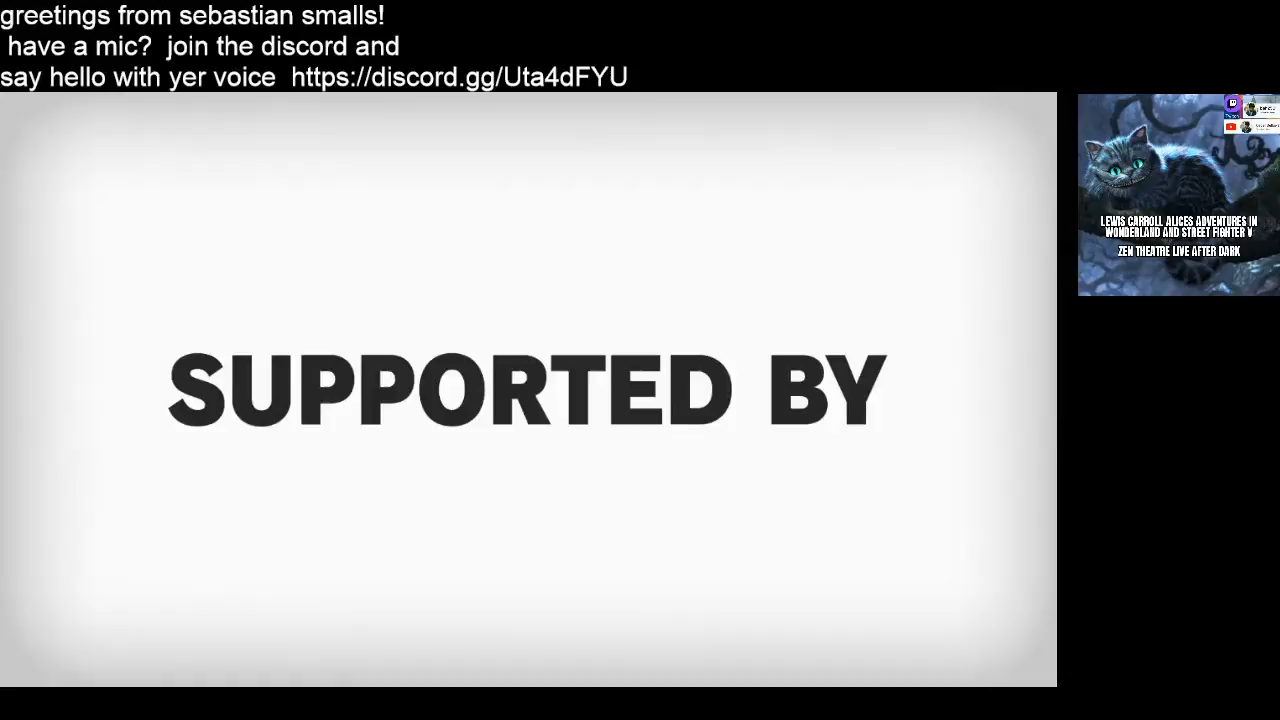 greetings from sebastian smalls!
have a mic?  join the discord and
say hello with yer voice  https://discord.gg/Uta4dFYU
SUPPORTED BY
LEWIS CARROLL ALICES ADVENTURES IN
WONDERLAND AND STREET FIGHTER V
ZEN THEATRE LIVE AFTER DARK